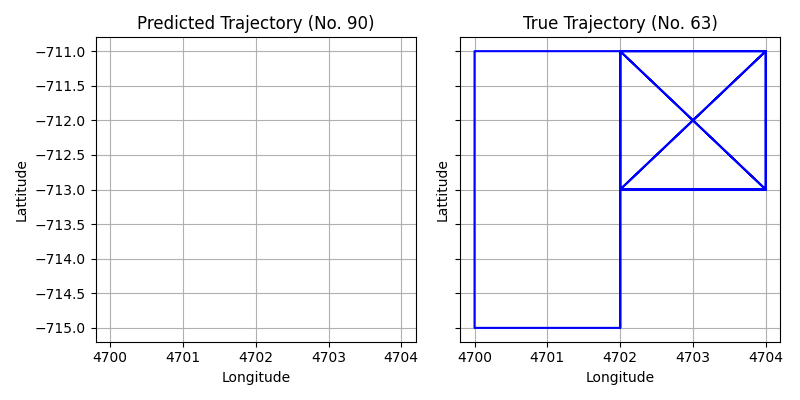 Predicted Trajectory (No. 90)
True Trajectory (No. 63)
Lattitude
−711.0
−711.5
−712.0
−712.5
−713.0
−713.5
−714.0
−714.5
−715.0
4700 4701 4702 4703 4704
Longitude
Lattitude
4700 4701 4702 4703 4704
Longitude